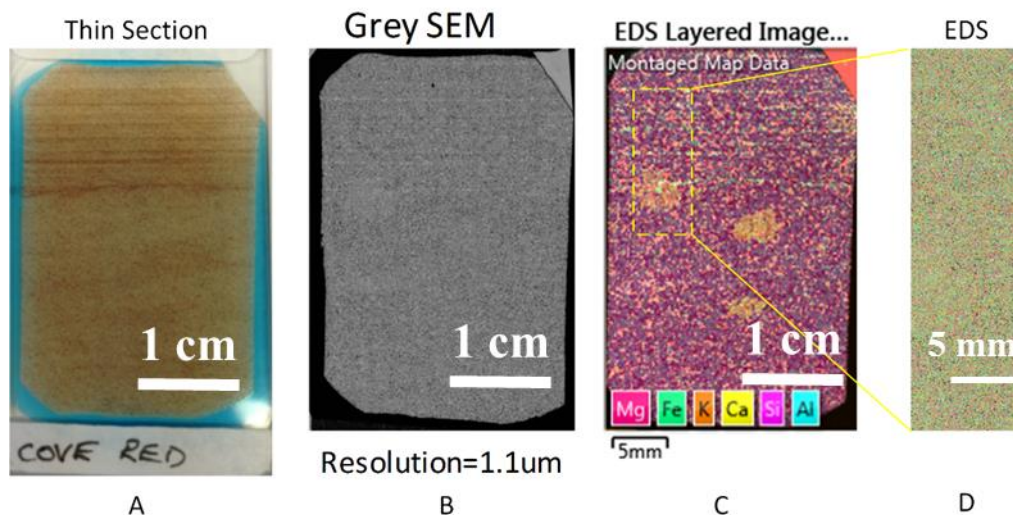 Thin Section
Grey SEM
EDS Layered Image...
EDS
Montaged Map Data
1 cm
1 cm
1 cm
5 mm
Mg Fe K Ca Si Al
5mm
COVE RED
Resolution=1.1um
A
B
C
D